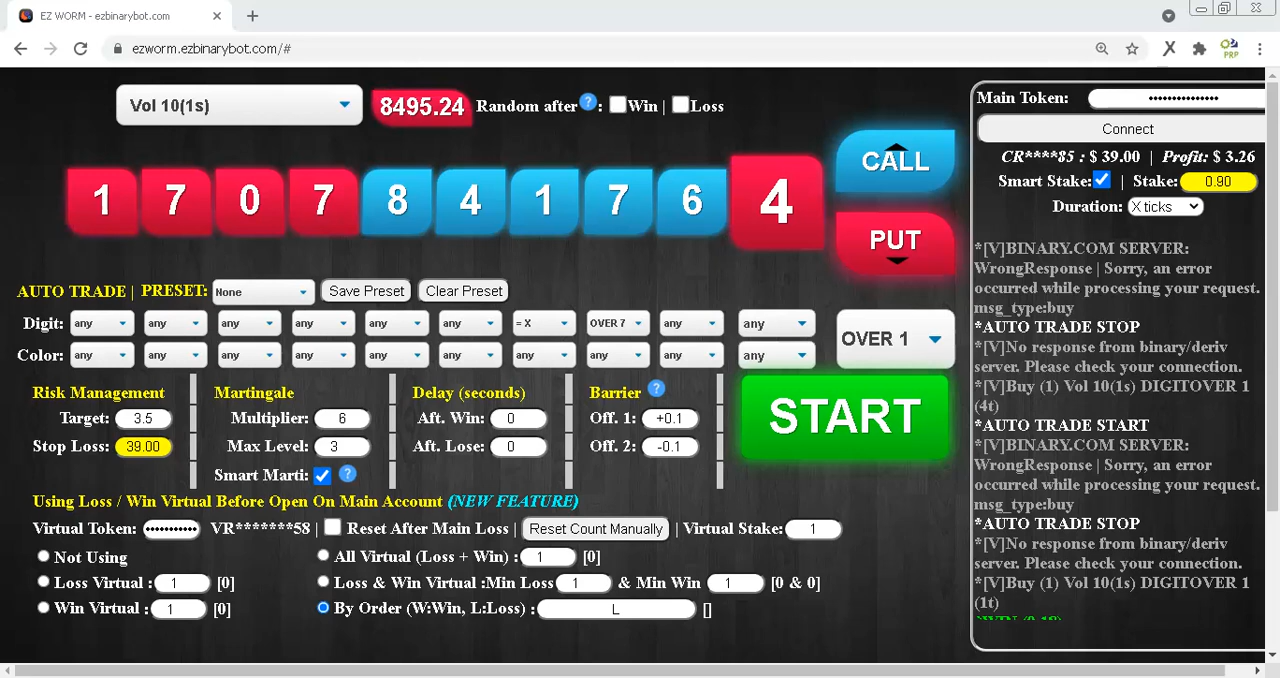 EZ WORM - ezbinarybot.com
ezworm.ezbinarybot.com/#
X
PRP
Vol 10(1s)
8495.24
Random after ? : Win | Loss
1 7 0 7 8 4 1 7 6 4
CALL
PUT
AUTO TRADE | PRESET: None Save Preset Clear Preset
Digit: any any any any any any = X OVER 7 any any
OVER 1
Color: any any any any any any any any any any
Risk Management
Target: 3.5
Stop Loss: 39.00
Martingale
Multiplier: 6
Max Level: 3
Smart Marti: ?
Delay (seconds)
Aft. Win: 0
Aft. Lose: 0
Barrier ?
Off. 1: +0.1
Off. 2: -0.1
START
Using Loss / Win Virtual Before Open On Main Account (NEW FEATURE)
Virtual Token: •••••••••• VR*******58 | Reset After Main Loss | Reset Count Manually | Virtual Stake: 1
Not Using
All Virtual (Loss + Win) : 1 [0]
Loss Virtual : 1 [0]
Loss & Win Virtual :Min Loss 1 & Min Win 1 [0 & 0]
Win Virtual : 1 [0]
By Order (W:Win, L:Loss) : L []
Main Token: •••••••••••••••
Connect
CR****85 : $ 39.00 | Profit: $ 3.26
Smart Stake: | Stake: 0.90
Duration: X ticks
*[V]BINARY.COM SERVER:
WrongResponse | Sorry, an error
occurred while processing your request.
msg_type:buy
*AUTO TRADE STOP
*[V]No response from binary/deriv
server. Please check your connection.
*[V]Buy (1) Vol 10(1s) DIGITOVER 1
(4t)
*AUTO TRADE START
*[V]BINARY.COM SERVER:
WrongResponse | Sorry, an error
occurred while processing your request.
msg_type:buy
*AUTO TRADE STOP
*[V]No response from binary/deriv
server. Please check your connection.
*[V]Buy (1) Vol 10(1s) DIGITOVER 1
(1t)